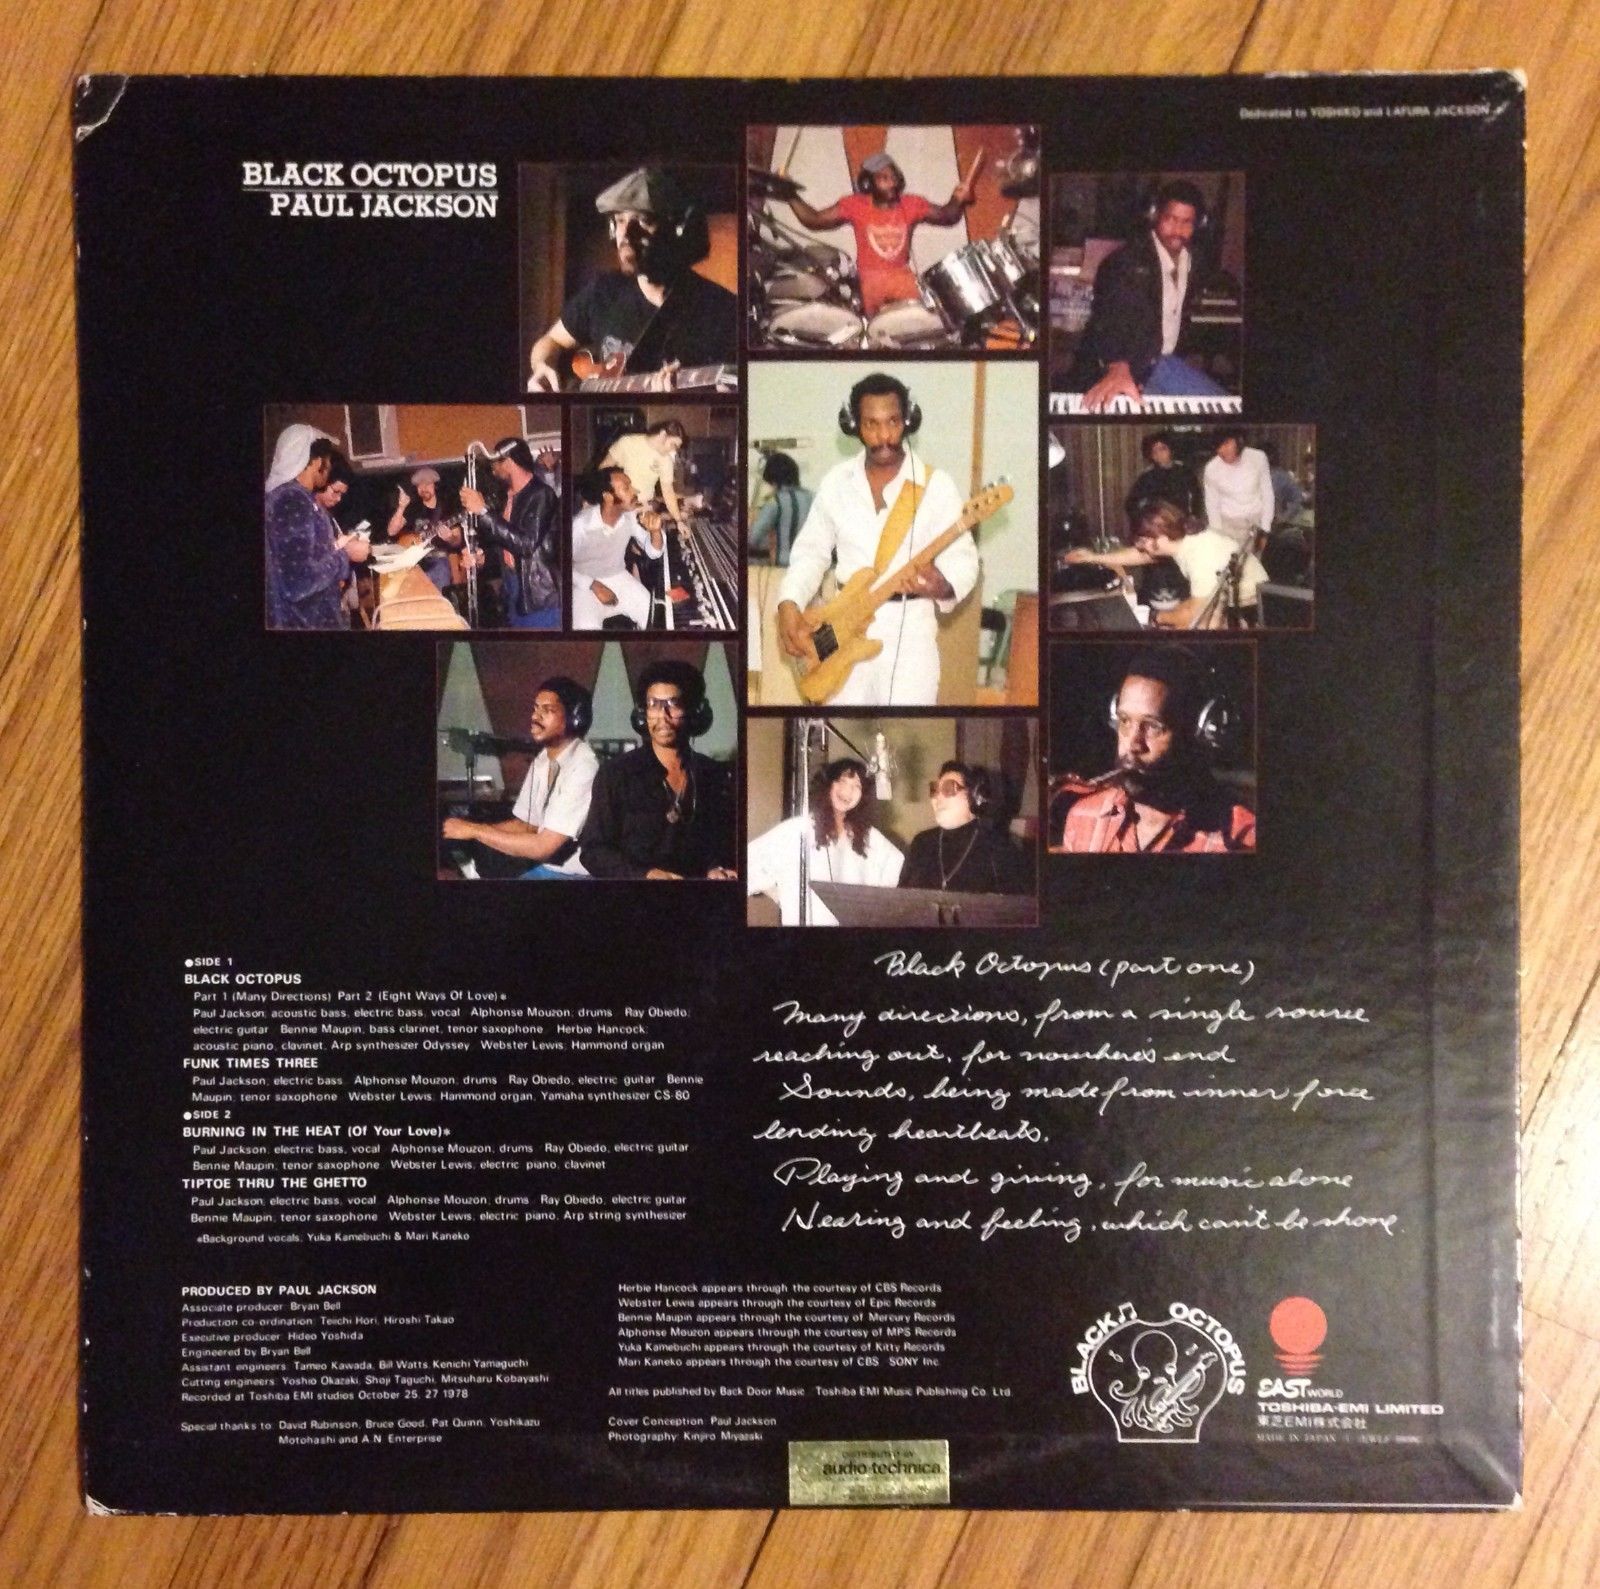 Dedicated to YOSHIKO and LAFURA JACKSON
BLACK OCTOPUS
PAUL JACKSON
●SIDE 1
BLACK OCTOPUS
Part 1 (Many Directions) Part 2 (Eight Ways Of Love)*
Paul Jackson, acoustic bass, electric bass, vocal Alphonse Mouzon, drums Ray Obiedo,
electric guitar Bennie Maupin, bass clarinet, tenor saxophone Herbie Hancock,
acoustic piano, clavinet, Arp synthesizer Odyssey Webster Lewis, Hammond organ
FUNK TIMES THREE
Paul Jackson, electric bass Alphonse Mouzon, drums Ray Obiedo, electric guitar Bennie
Maupin, tenor saxophone Webster Lewis, Hammond organ, Yamaha synthesizer CS-80
●SIDE 2
BURNING IN THE HEAT (Of Your Love)*
Paul Jackson, electric bass, vocal Alphonse Mouzon, drums Ray Obiedo, electric guitar
Bennie Maupin, tenor saxophone Webster Lewis, electric piano, clavinet
TIPTOE THRU THE GHETTO
Paul Jackson, electric bass, vocal Alphonse Mouzon, drums Ray Obiedo, electric guitar
Bennie Maupin, tenor saxophone Webster Lewis, electric piano, Arp string synthesizer
*Background vocals, Yuka Kamebuchi & Mari Kaneko
Black Octopus (part one)
Many directions, from a single source
reaching out, for nowhere's end
Sounds, being made from inner force
lending heartbeats.
Playing and giving, for music alone
Hearing and feeling, which can't be shone.
PRODUCED BY PAUL JACKSON
Associate producer: Bryan Bell
Production co-ordination: Teiichi Hori, Hiroshi Takao
Executive producer: Hideo Yoshida
Engineered by Bryan Bell
Assistant engineers: Tameo Kawada, Bill Watts, Kenichi Yamaguchi
Cutting engineers: Yoshio Okazaki, Shoji Taguchi, Mitsuharu Kobayashi
Recorded at Toshiba EMI studios October 25, 27 1978
Special thanks to: David Rubinson, Bruce Good, Pat Quinn, Yoshikazu
Motohashi and A.N. Enterprise
Herbie Hancock appears through the courtesy of CBS Records
Webster Lewis appears through the courtesy of Epic Records
Bennie Maupin appears through the courtesy of Mercury Records
Alphonse Mouzon appears through the courtesy of MPS Records
Yuka Kamebuchi appears through the courtesy of Kitty Records
Mari Kaneko appears through the courtesy of CBS SONY Inc.
All titles published by Back Door Music Toshiba EMI Music Publishing Co. Ltd.
Cover Conception: Paul Jackson
Photography: Kinjiro Miyazaki
BLACK OCTOPUS
EAST WORLD
TOSHIBA-EMI LIMITED
東芝EMI株式会社
MADE IN JAPAN
DISTRIBUTED BY
audio-technica